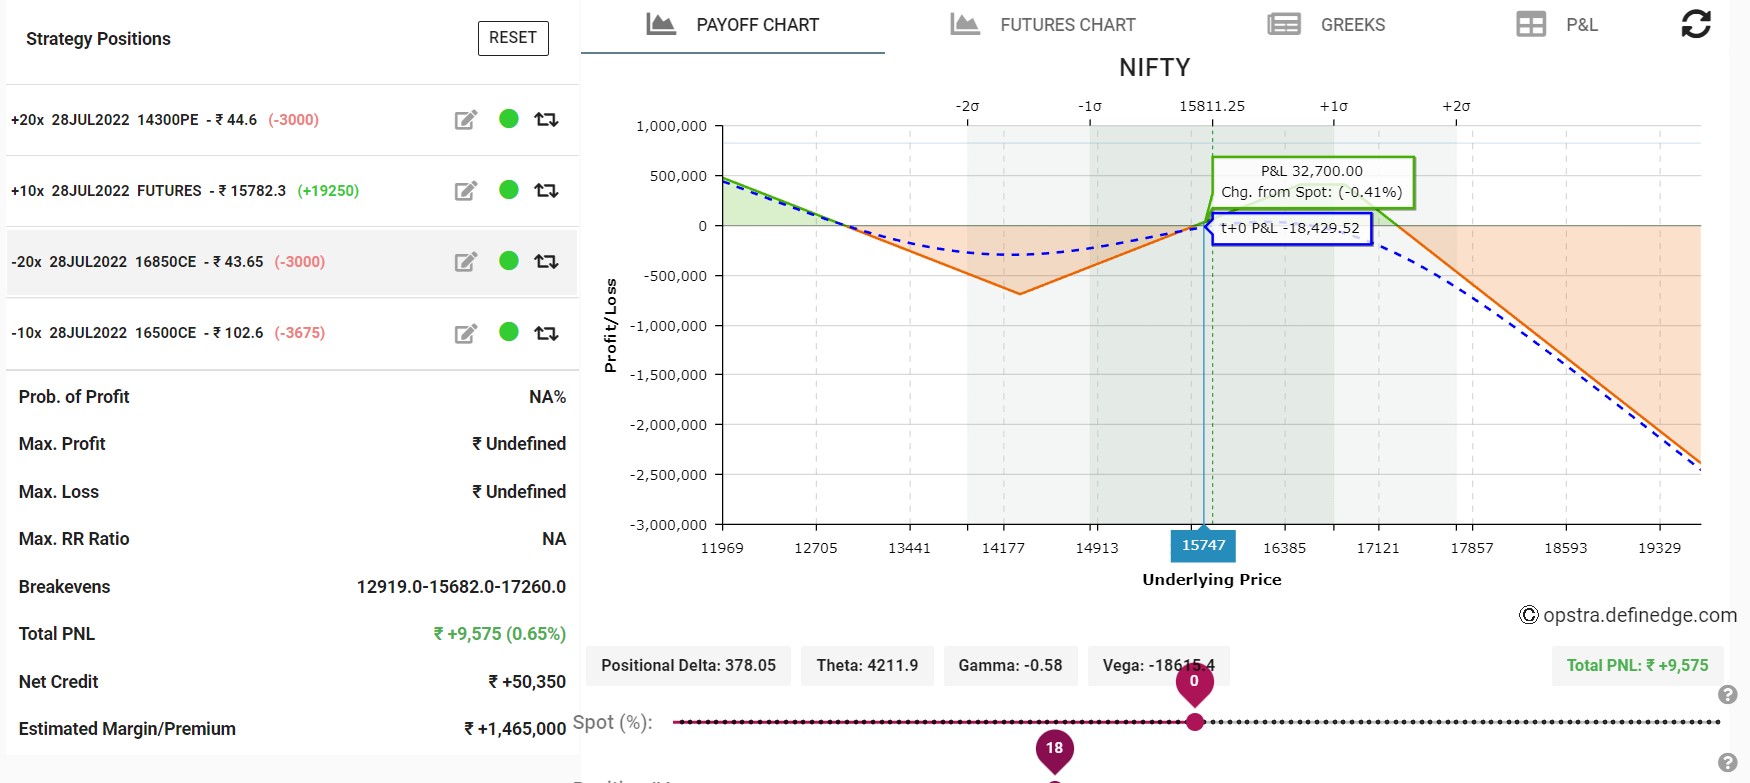 Strategy Positions
RESET
+20x 28JUL2022 14300PE - ₹ 44.6 (-3000)
+10x 28JUL2022 FUTURES - ₹ 15782.3 (+19250)
-20x 28JUL2022 16850CE - ₹ 43.65 (-3000)
-10x 28JUL2022 16500CE - ₹ 102.6 (-3675)
Prob. of Profit NA%
Max. Profit ₹ Undefined
Max. Loss ₹ Undefined
Max. RR Ratio NA
Breakevens 12919.0-15682.0-17260.0
Total PNL ₹ +9,575 (0.65%)
Net Credit ₹ +50,350
Estimated Margin/Premium ₹ +1,465,000
PAYOFF CHART FUTURES CHART GREEKS P&L
NIFTY
-2σ -1σ 15811.25 +1σ +2σ
1,000,000
500,000
0
-500,000
-1,000,000
-1,500,000
-2,000,000
-2,500,000
-3,000,000
Profit/Loss
P&L 32,700.00
Chg. from Spot: (-0.41%)
t+0 P&L -18,429.52
11969 12705 13441 14177 14913 15747 16385 17121 17857 18593 19329
Underlying Price
© opstra.definedge.com
Positional Delta: 378.05 Theta: 4211.9 Gamma: -0.58 Vega: -18615.4 Total PNL: ₹ +9,575
0
?
Spot (%):
18
?